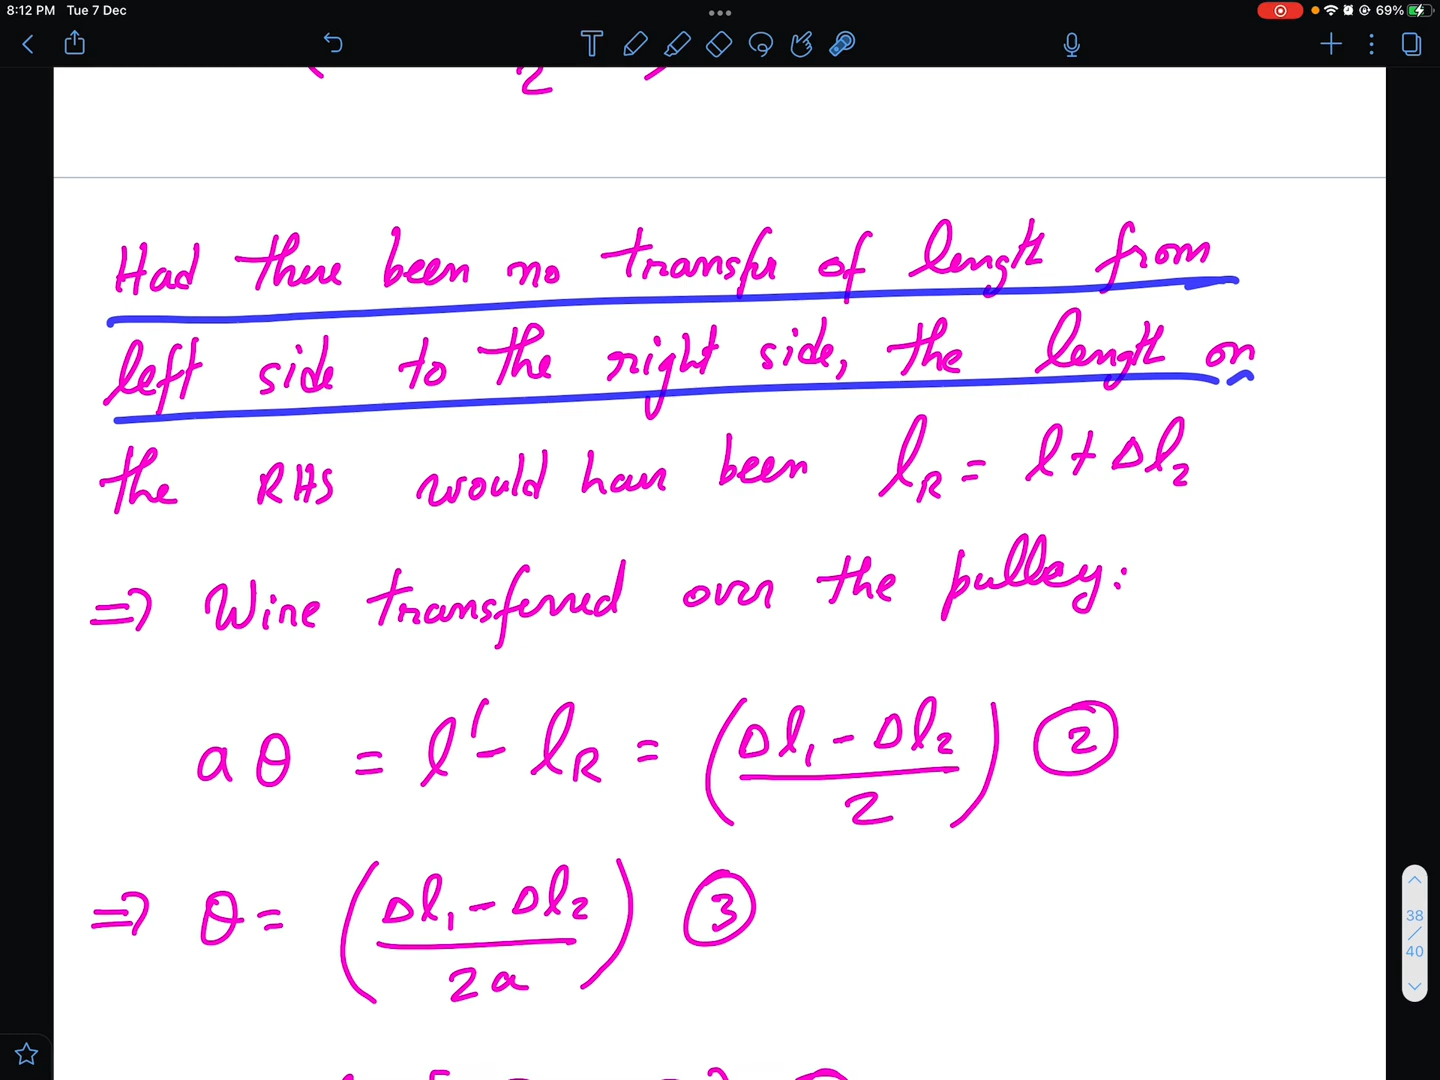 8:12 PM Tue 7 Dec
69%
T
2
Had there been no transfer of length from
left side to the right side, the length on
the RHS would have been l_R = l + Δl_2
⇒ Wire transferred over the pulley:
aθ = l' - l_R = (Δl_1 - Δl_2 / 2) ②
⇒ θ = (Δl_1 - Δl_2 / 2a) ③
38
/
40